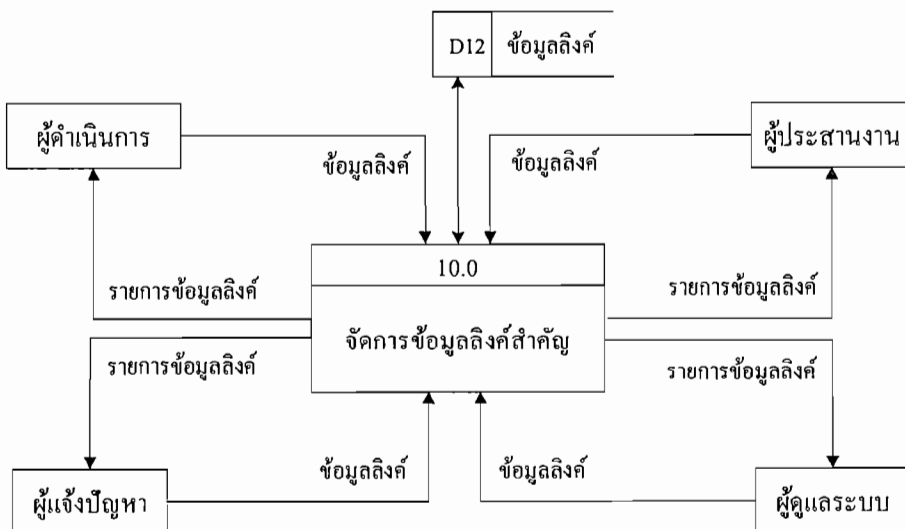 D12 ข้อมูลลิงค์
ผู้ดำเนินการ
ผู้ประสานงาน
ข้อมูลลิงค์
ข้อมูลลิงค์
10.0
รายการข้อมูลลิงค์
รายการข้อมูลลิงค์
จัดการข้อมูลลิงค์สำคัญ
รายการข้อมูลลิงค์
รายการข้อมูลลิงค์
ข้อมูลลิงค์
ข้อมูลลิงค์
ผู้แจ้งปัญหา
ผู้ดูแลระบบ